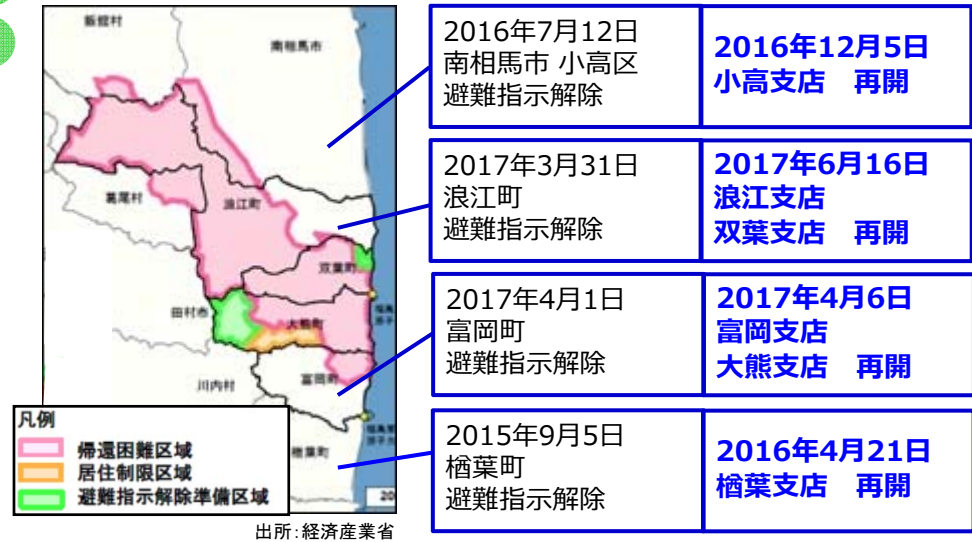 飯舘村
南相馬市
葛尾村
浪江町
双葉町
田村市
大熊町
川内村
富岡町
楢葉町
凡例
帰還困難区域
居住制限区域
避難指示解除準備区域
出所:経済産業省
2016年7月12日
南相馬市 小高区
避難指示解除
2016年12月5日
小高支店 再開
2017年3月31日
浪江町
避難指示解除
2017年6月16日
浪江支店
双葉支店 再開
2017年4月1日
富岡町
避難指示解除
2017年4月6日
富岡支店
大熊支店 再開
2015年9月5日
楢葉町
避難指示解除
2016年4月21日
楢葉支店 再開